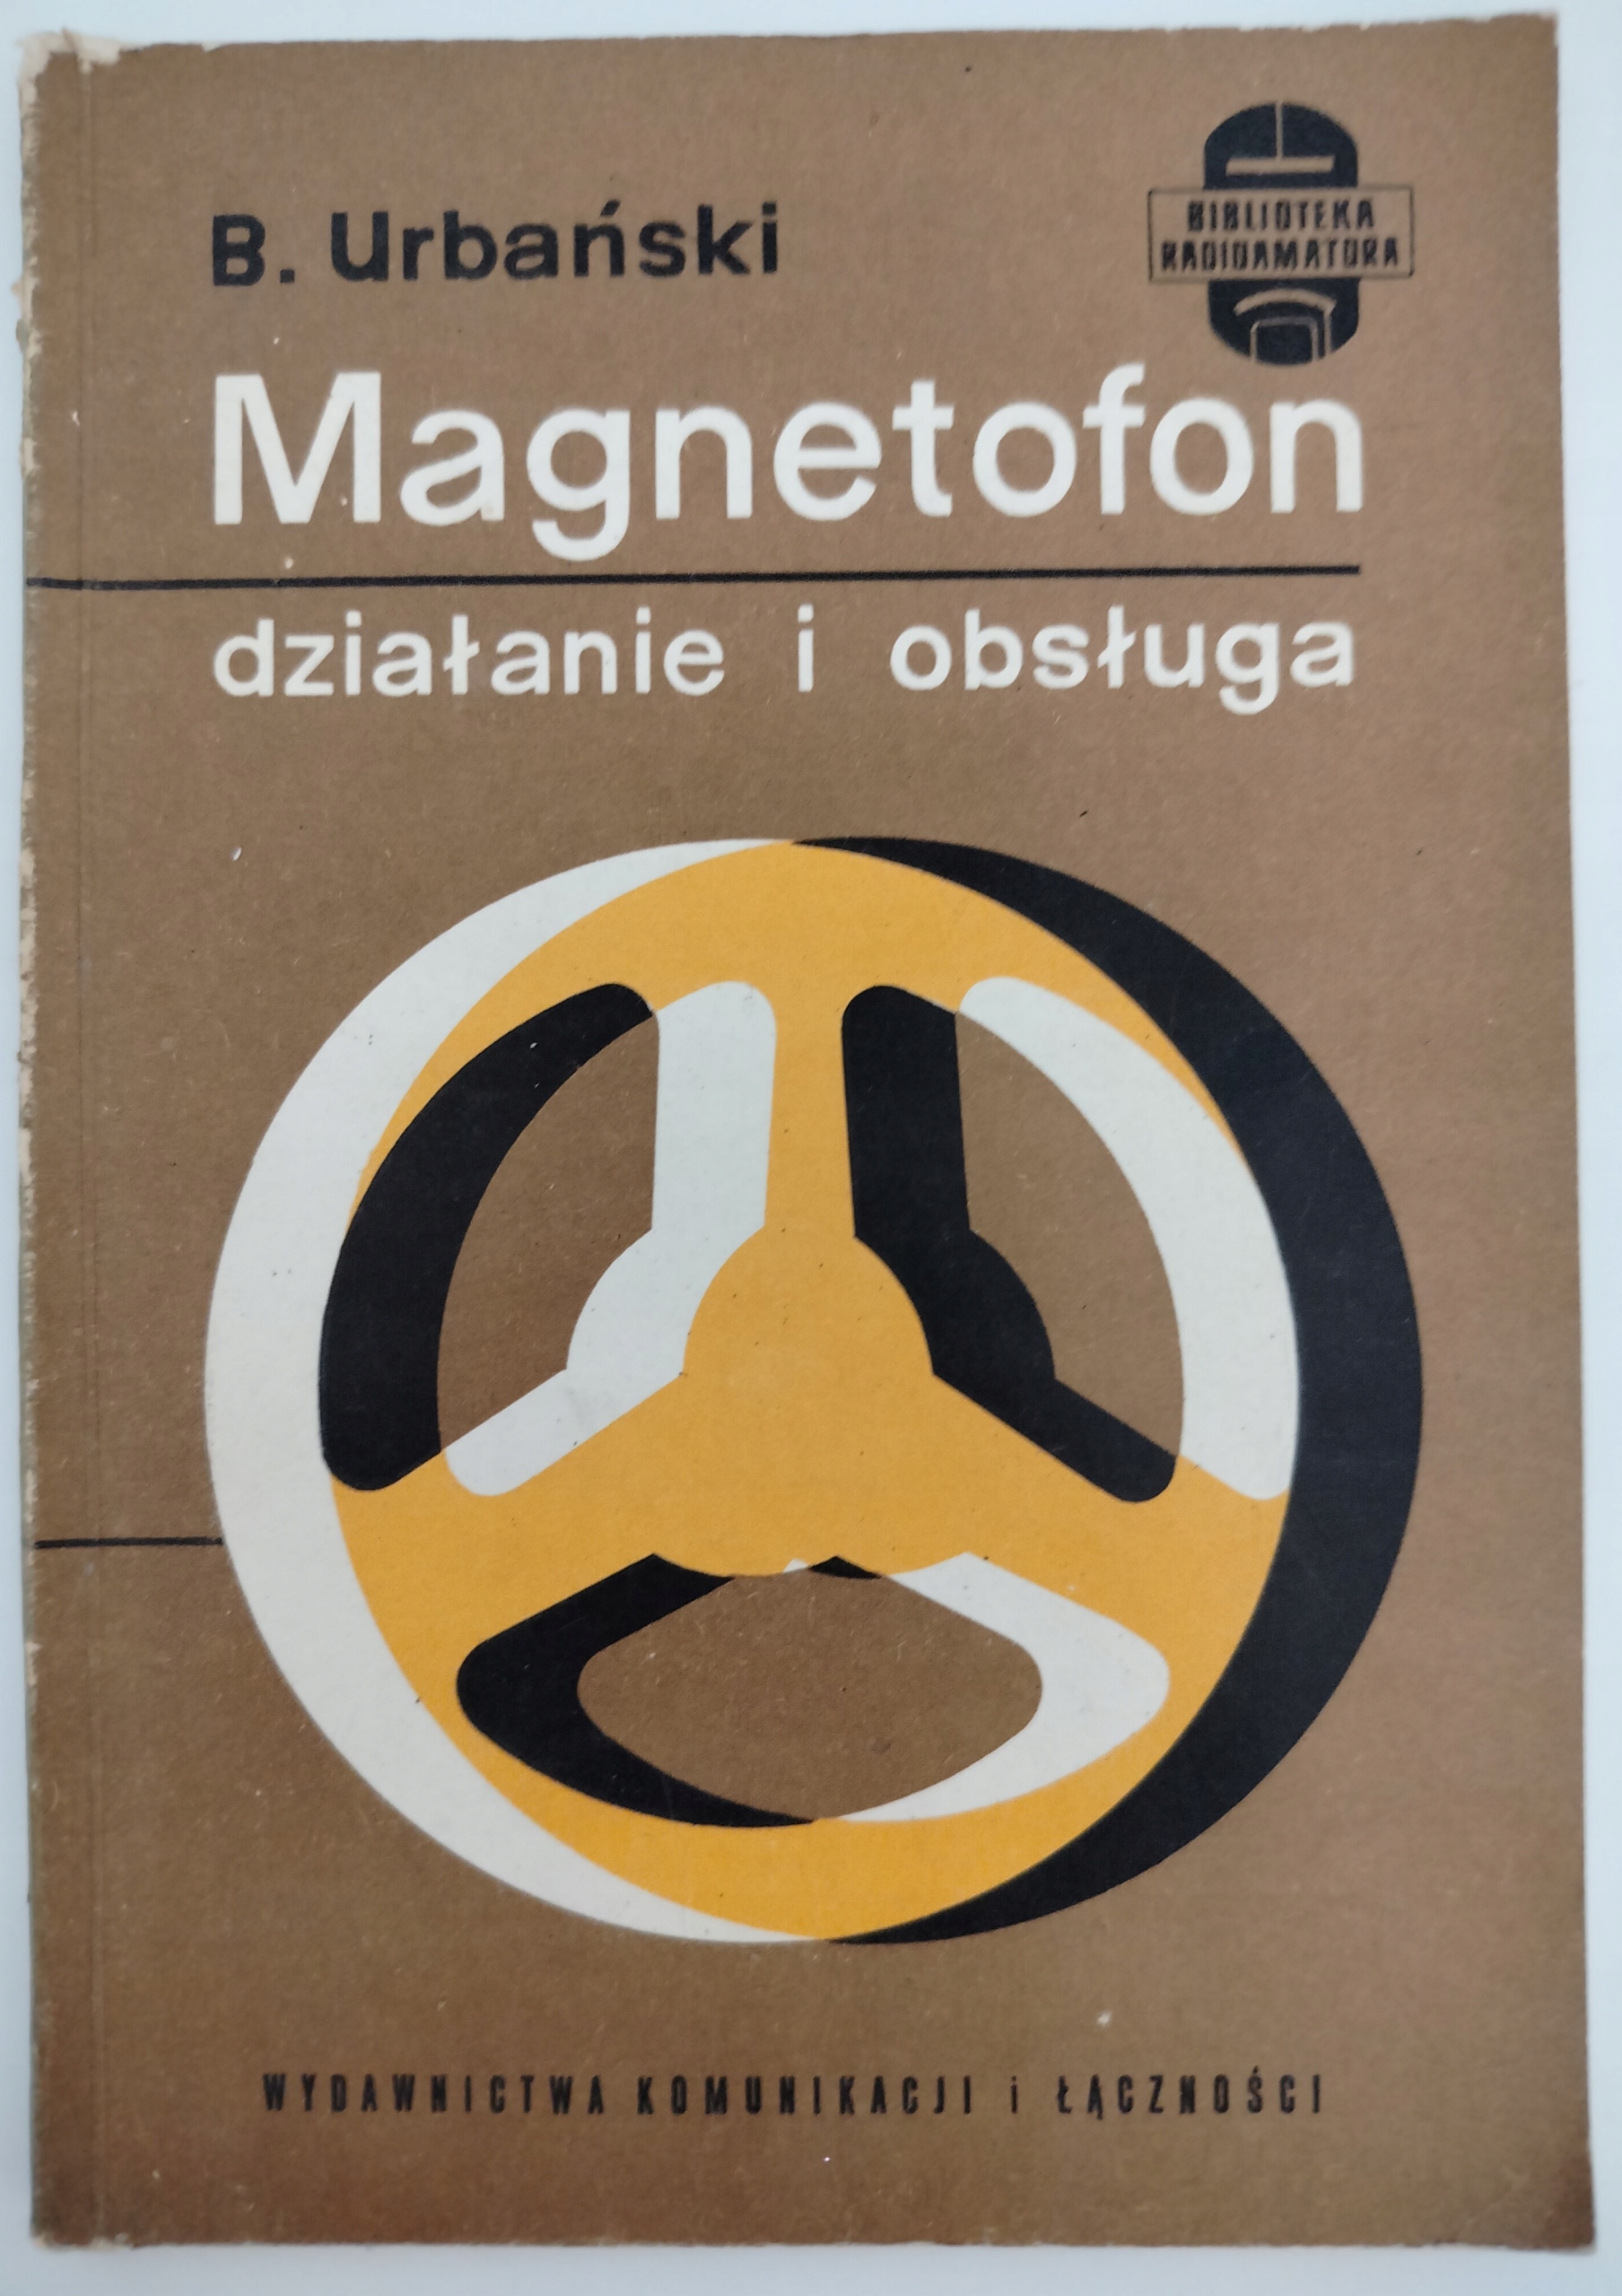 B. Urbański
BIBLIOTEKA
RADIOAMATORA
Magnetofon
działanie i obsługa
WYDAWNICTWA KOMUNIKACJI i ŁĄCZNOŚCI